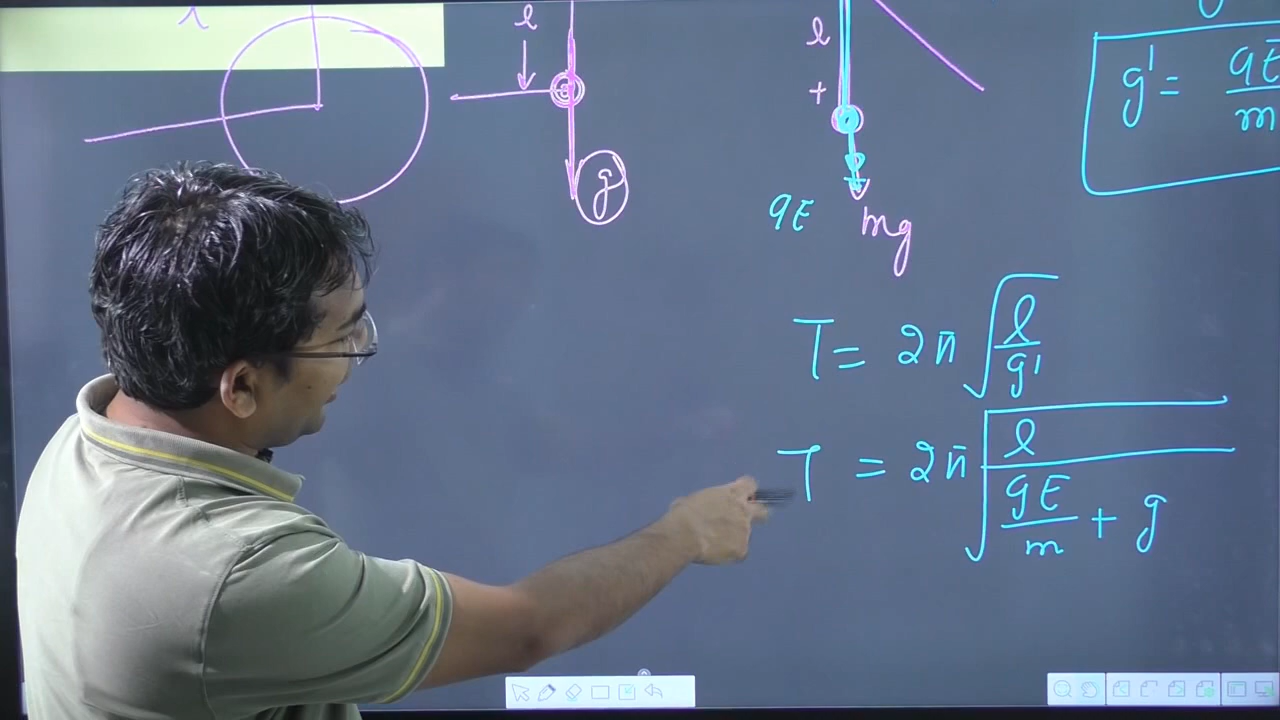 l
l
+
g
g' = qE/m
qE
mg
T = 2π √(l/g')
T = 2π √(l/(qE/m + g))